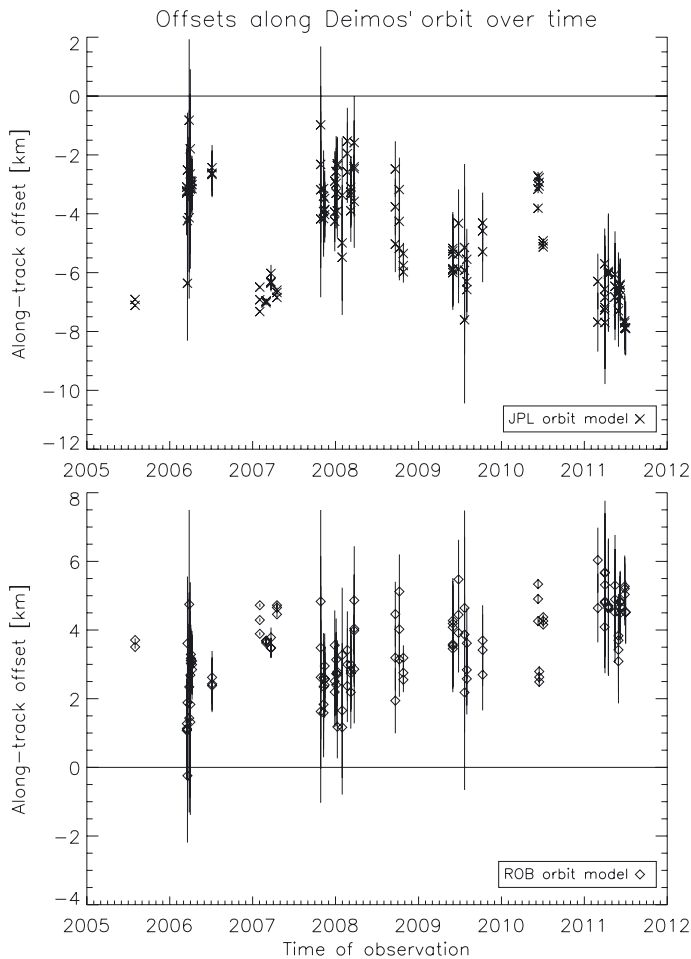 Offsets along Deimos' orbit over time
2
0
−2
−4
−6
−8
−10
−12
Along−track offset [km]
JPL orbit model
2005 2006 2007 2008 2009 2010 2011 2012
8
6
4
2
0
−2
−4
Along−track offset [km]
ROB orbit model
2005 2006 2007 2008 2009 2010 2011 2012
Time of observation